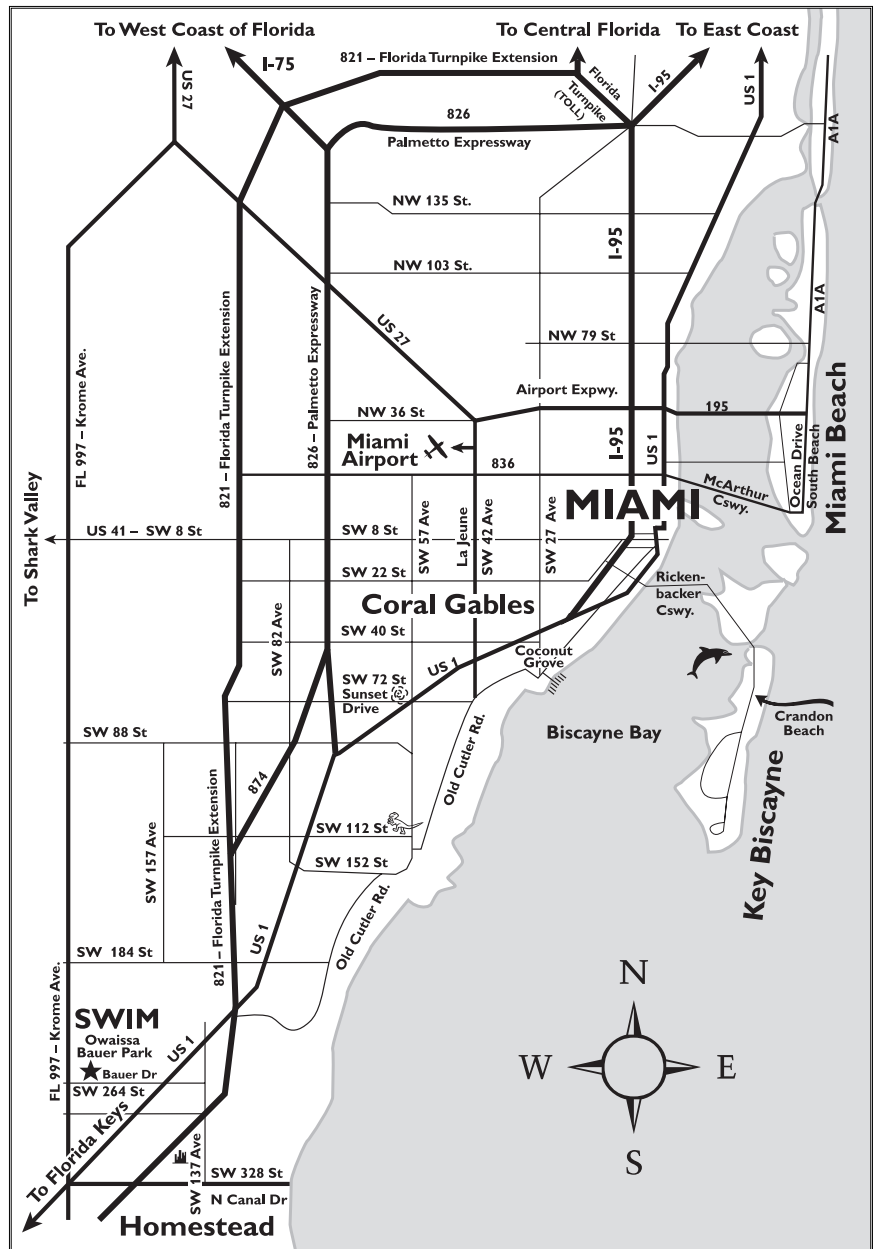 To West Coast of Florida
To Central Florida
To East Coast
I-75
821 – Florida Turnpike Extension
Florida
Turnpike
(TOLL)
I-95
US 1
US 27
826
Palmetto Expressway
A1A
NW 135 St.
I-95
NW 103 St.
A1A
821 – Florida Turnpike Extension
826 – Palmetto Expressway
US 27
NW 79 St
FL 997 – Krome Ave.
Airport Expwy.
195
NW 36 St
Miami
Airport
I-95
US 1
Ocean Drive
South Beach
Miami Beach
836
McArthur
Cswy.
MIAMI
To Shark Valley
US 41 – SW 8 St
SW 8 St
SW 57 Ave
La Jeune
SW 42 Ave
SW 27 Ave
SW 22 St
Ricken-
backer
Cswy.
Coral Gables
SW 82 Ave
SW 40 St
Coconut
Grove
US 1
SW 72 St
Sunset
Drive
SW 88 St
Biscayne Bay
Crandon
Beach
Old Cutler Rd.
874
Key Biscayne
821 – Florida Turnpike Extension
SW 157 Ave
SW 112 St
SW 152 St
Old Cutler Rd.
US 1
SW 184 St
N
W
E
S
FL 997 – Krome Ave.
SWIM
Owaissa
Bauer Park
Bauer Dr
US 1
SW 264 St
To Florida Keys
SW 137 Ave
SW 328 St
N Canal Dr
Homestead